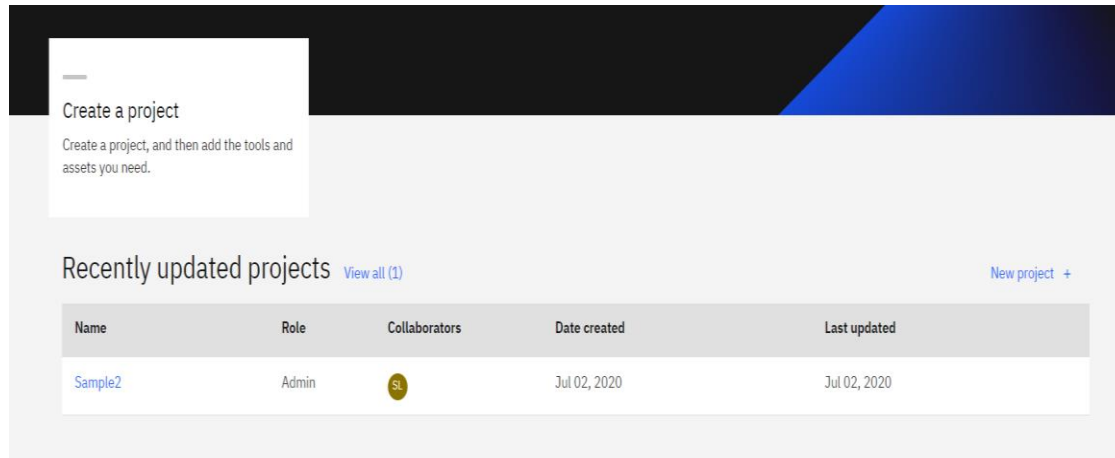 Create a project
Create a project, and then add the tools and
assets you need.
Recently updated projects View all (1) New project +
Name Role Collaborators Date created Last updated
Sample2 Admin SL Jul 02, 2020 Jul 02, 2020